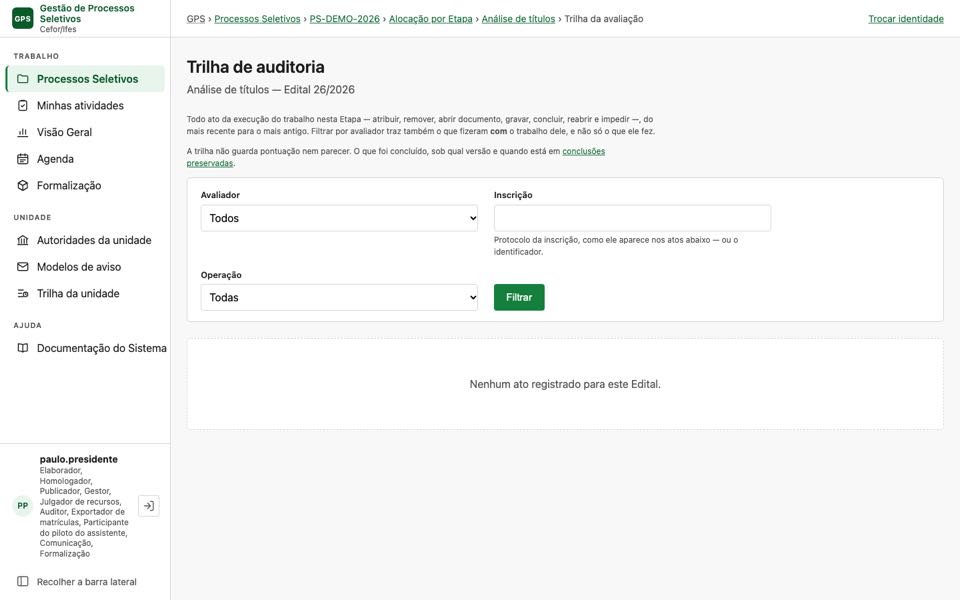 GPS
Gestão de Processos
Seletivos
Cefor/Ifes
GPS › Processos Seletivos › PS-DEMO-2026 › Alocação por Etapa › Análise de títulos › Trilha da avaliação
Trocar identidade
TRABALHO
Processos Seletivos
Minhas atividades
Visão Geral
Agenda
Formalização
UNIDADE
Autoridades da unidade
Modelos de aviso
Trilha da unidade
AJUDA
Documentação do Sistema
PP
paulo.presidente
Elaborador,
Homologador,
Publicador, Gestor,
Julgador de recursos,
Auditor, Exportador de
matrículas, Participante
do piloto do assistente,
Comunicação,
Formalização
Recolher a barra lateral
Trilha de auditoria
Análise de títulos — Edital 26/2026
Todo ato da execução do trabalho nesta Etapa — atribuir, remover, abrir documento, gravar, concluir, reabrir e impedir —, do
mais recente para o mais antigo. Filtrar por avaliador traz também o que fizeram com o trabalho dele, e não só o que ele fez.
A trilha não guarda pontuação nem parecer. O que foi concluído, sob qual versão e quando está em conclusões
preservadas.
Avaliador
Todos
Inscrição
Protocolo da inscrição, como ele aparece nos atos abaixo — ou o
identificador.
Operação
Todas
Filtrar
Nenhum ato registrado para este Edital.